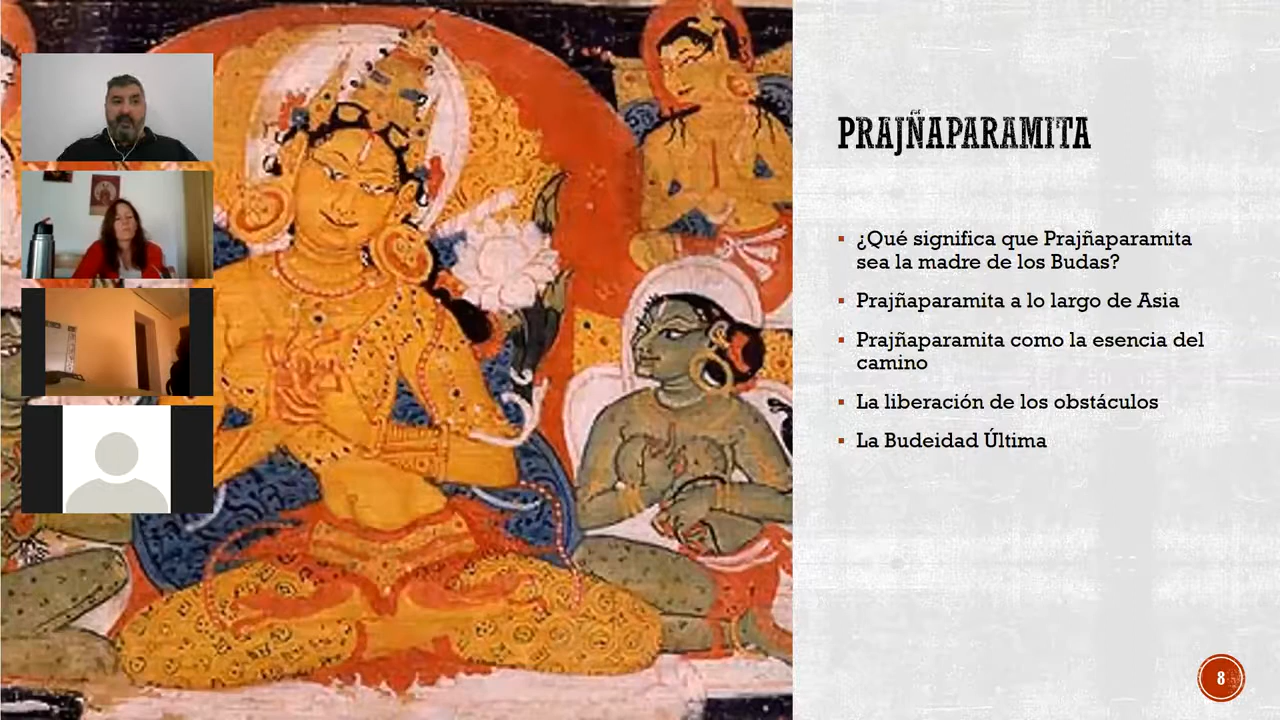 PRAJÑAPARAMITA
¿Qué significa que Prajñaparamita
sea la madre de los Budas?
Prajñaparamita a lo largo de Asia
Prajñaparamita como la esencia del
camino
La liberación de los obstáculos
La Budeidad Última
8